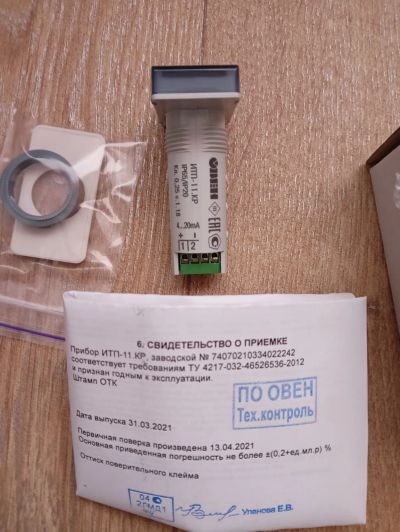 ИТП-11.КР
IP65/IP20
Кл. 0,25 v 1.18
ОВЕН
ЕАС
4...20mA
+ −
1 2
6. СВИДЕТЕЛЬСТВО О ПРИЕМКЕ
Прибор ИТП-11.КР, заводской № 74070210334022242
соответствует требованиям ТУ 4217-032-46526536-2012
и признан годным к эксплуатации.
Штамп ОТК
ПО ОВЕН
Тех.контроль
Дата выпуска 31.03.2021
Первичная поверка произведена 13.04.2021
Основная приведенная погрешность не более ±(0,2+ед.мл.р) %
Оттиск поверительного клейма
Уланова Е.В.